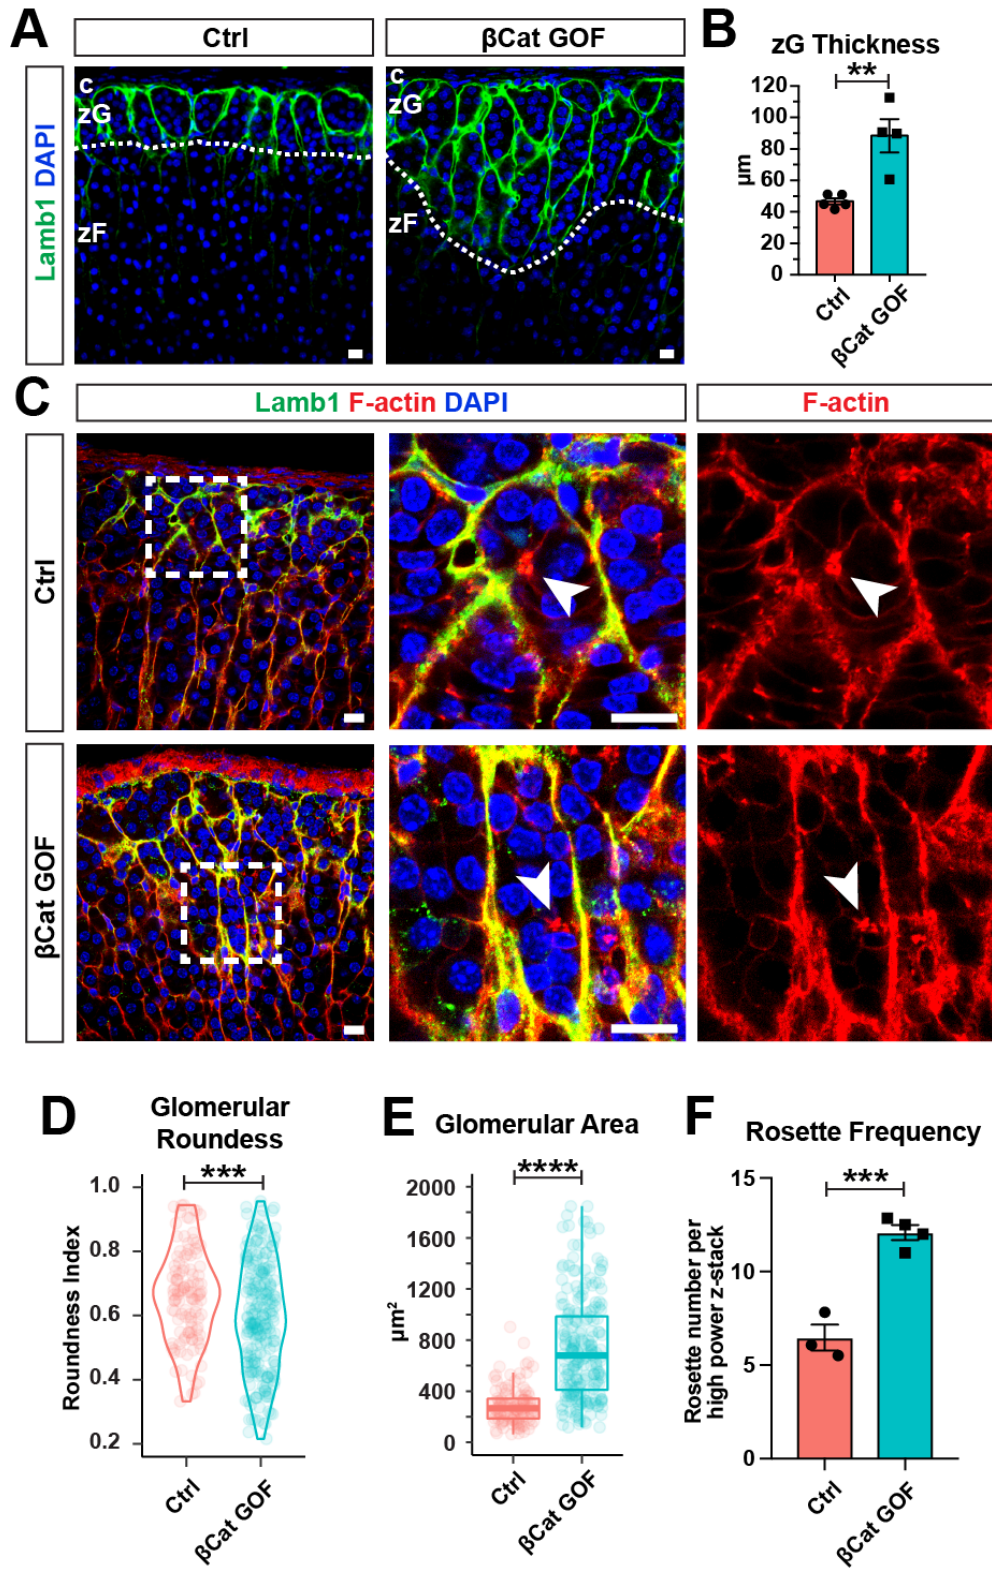 A
Ctrl
βCat GOF
Lamb1 DAPI
c
zG
zF
c
zG
zF
B
zG Thickness
**
120
100
80
60
40
20
0
µm
Ctrl
βCat GOF
C
Lamb1 F-actin DAPI
F-actin
Ctrl
βCat GOF
D
Glomerular
Roundess
***
1.0
0.8
0.6
0.4
0.2
Roundness Index
Ctrl
βCat GOF
E
Glomerular Area
****
2000
1600
1200
800
400
0
µm²
Ctrl
βCat GOF
F
Rosette Frequency
***
15
10
5
0
Rosette number per
high power z-stack
Ctrl
βCat GOF